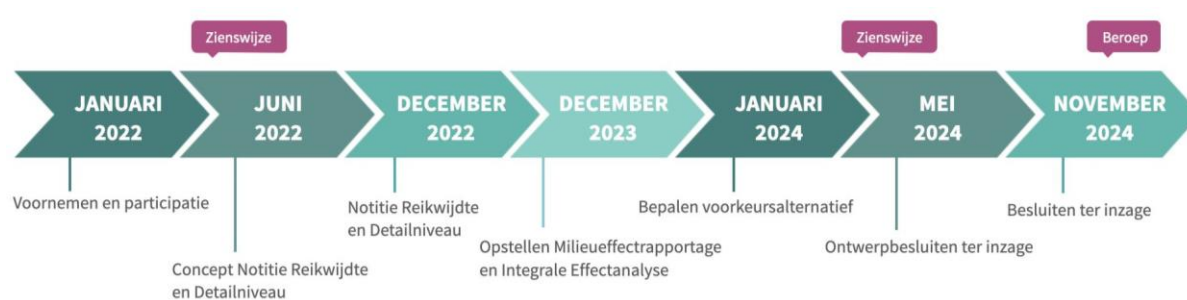 Zienswijze
Zienswijze
Beroep
JANUARI
2022
JUNI
2022
DECEMBER
2022
DECEMBER
2023
JANUARI
2024
MEI
2024
NOVEMBER
2024
Voornemen en participatie
Concept Notitie Reikwijdte
en Detailniveau
Notitie Reikwijdte
en Detailniveau
Opstellen Milieueffectrapportage
en Integrale Effectanalyse
Bepalen voorkeursalternatief
Ontwerpbesluiten ter inzage
Besluiten ter inzage